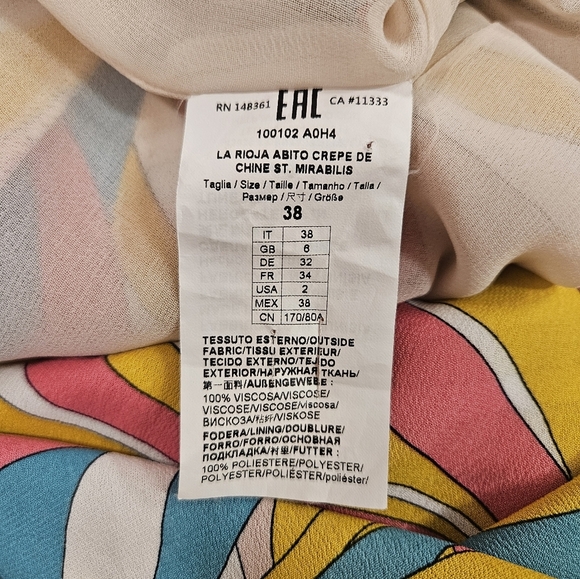 RN 148361 EAC CA #11333
100102 A0H4
LA RIOJA ABITO CREPE DE
CHINE ST. MIRABILIS
Taglia / Size / Taille / Tamanho / Talla /
Размер / 尺寸 / Größe
38
IT 38
GB 6
DE 32
FR 34
USA 2
MEX 38
CN 170/80A
TESSUTO ESTERNO/OUTSIDE
FABRIC/TISSU EXTERIEUR/
TECIDO EXTERNO/TEJIDO
EXTERIOR/НАРУЖНАЯ ТКАНЬ/
第一面料/AUßENGEWEBE:
100% VISCOSA/VISCOSE/
VISCOSE/VISCOSE/viscosa/
ВИСКОЗА/粘纤/VISKOSE
FODERA/LINING/DOUBLURE/
FORRO/FORRO/ОСНОВНАЯ
ПОДКЛАДКА/衬里/FUTTER:
100% POLIESTERE/POLYESTER/
POLYESTER/POLIÉSTER/poliéster/